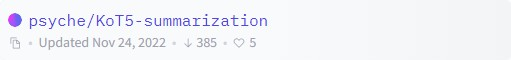 psyche/KoT5-summarization
• Updated Nov 24, 2022 • ↓ 385 • ♡ 5